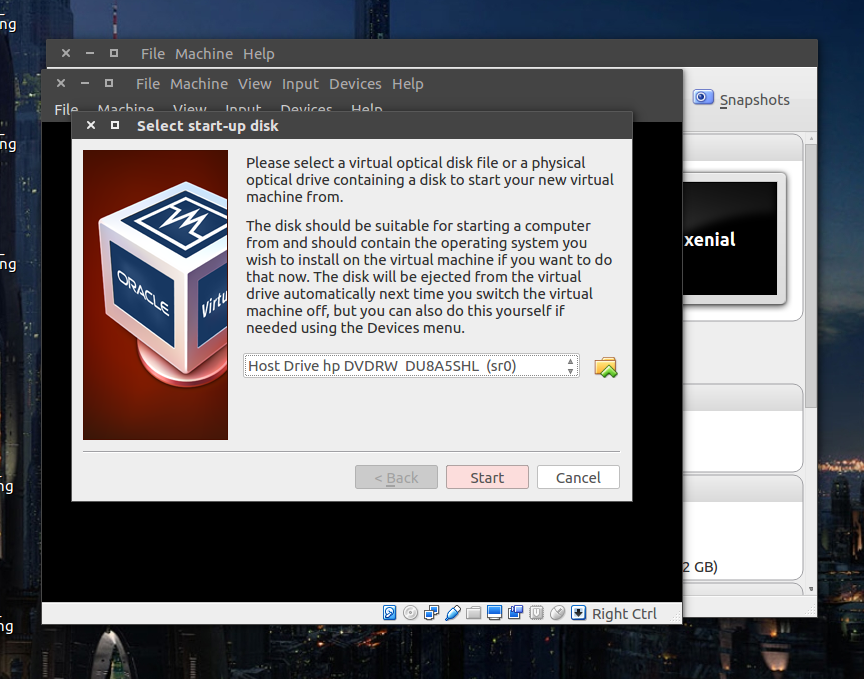 ng
File Machine Help
File Machine View Input Devices Help
Snapshots
File Machine View Input Devices Help
Select start-up disk
ng
Please select a virtual optical disk file or a physical
optical drive containing a disk to start your new virtual
machine from.
The disk should be suitable for starting a computer
from and should contain the operating system you
wish to install on the virtual machine if you want to do
that now. The disk will be ejected from the virtual
drive automatically next time you switch the virtual
machine off, but you can also do this yourself if
needed using the Devices menu.
xenial
ng
ORACLE
Virtu
Host Drive hp DVDRW DU8A5SHL (sr0)
< Back
Start
Cancel
ng
2 GB)
Right Ctrl
ng